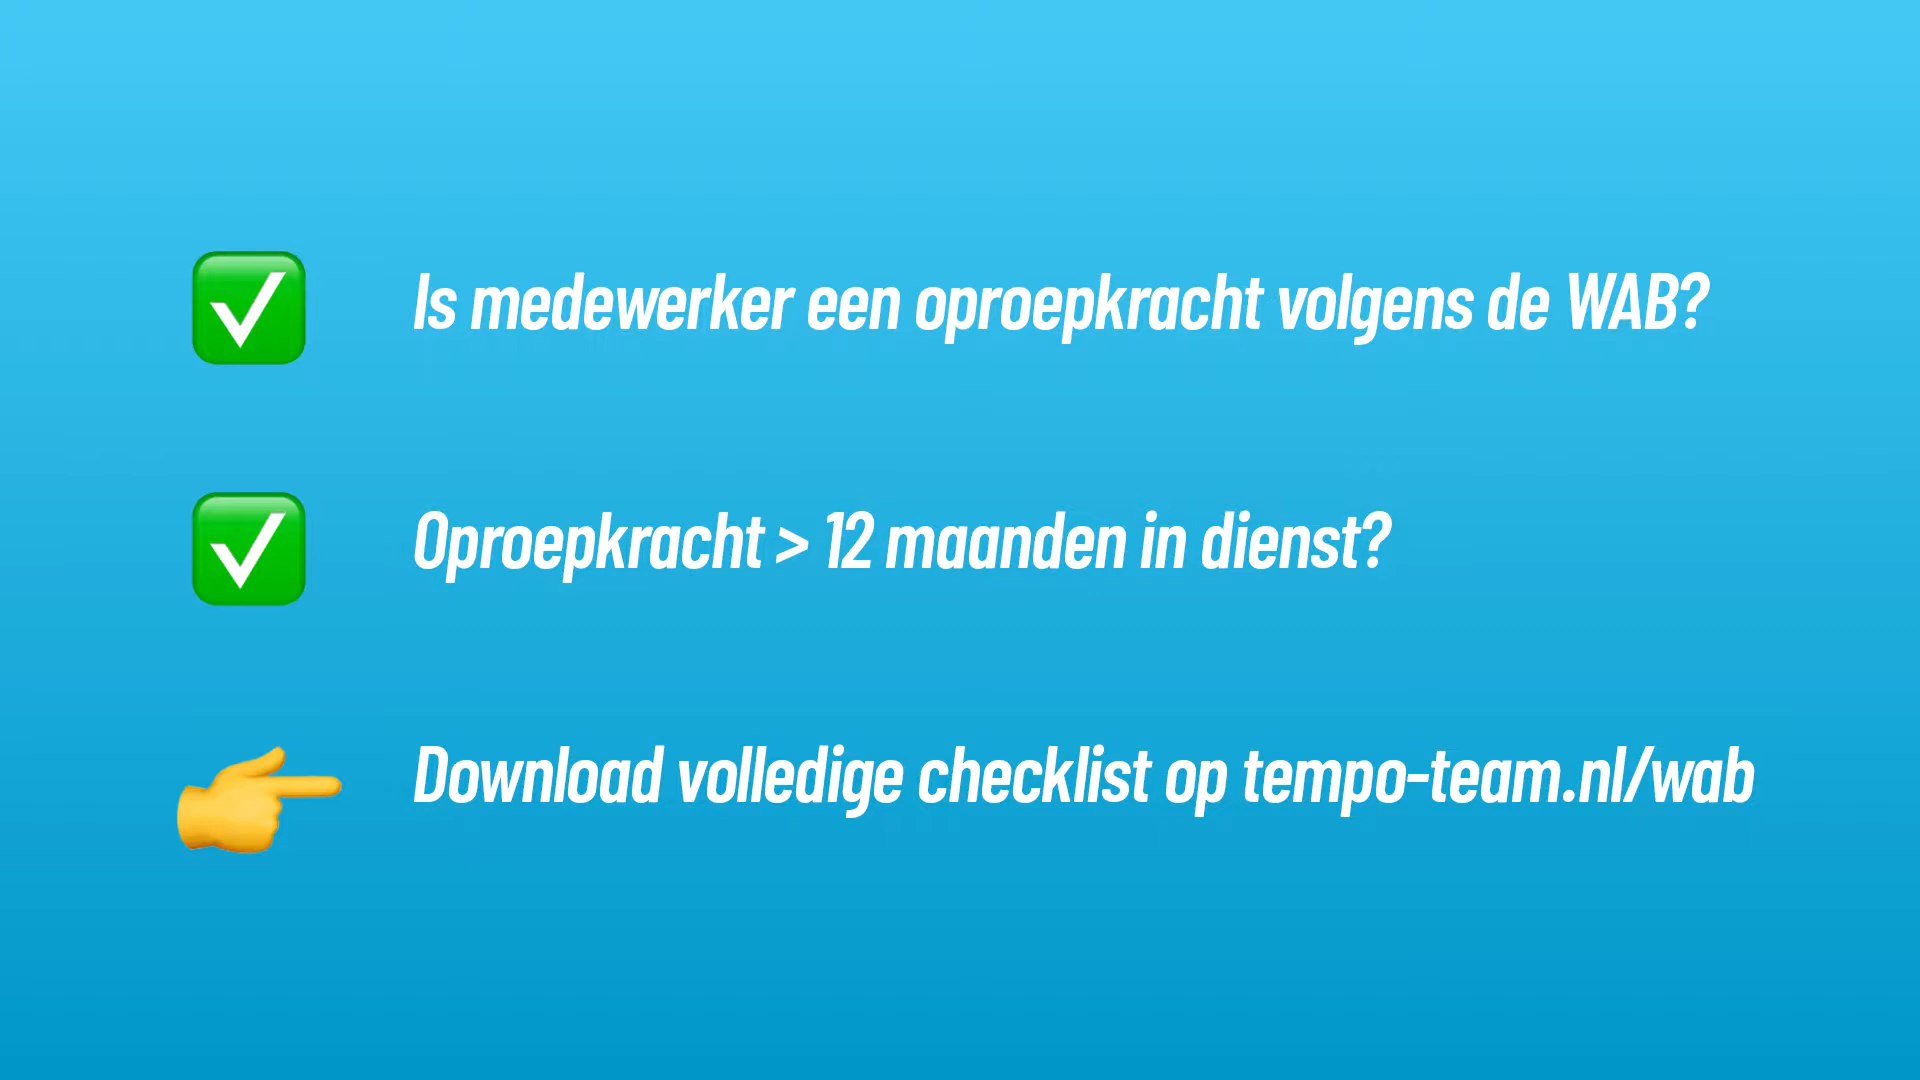 Is medewerker een oproepkracht volgens de WAB?
Oproepkracht > 12 maanden in dienst?
Download volledige checklist op tempo-team.nl/wab